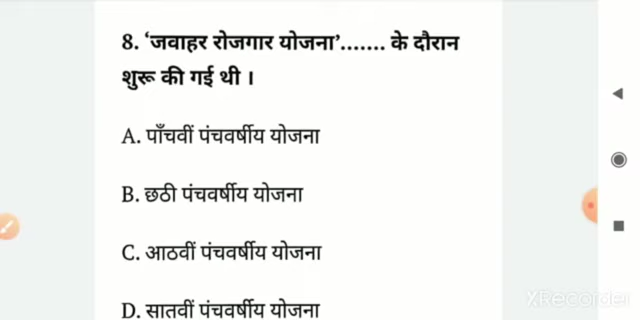 8. ‘जवाहर रोजगार योजना’....... के दौरान
शुरू की गई थी ।
A. पाँचवीं पंचवर्षीय योजना
B. छठी पंचवर्षीय योजना
C. आठवीं पंचवर्षीय योजना
D. सातवीं पंचवर्षीय योजना
XRecorder